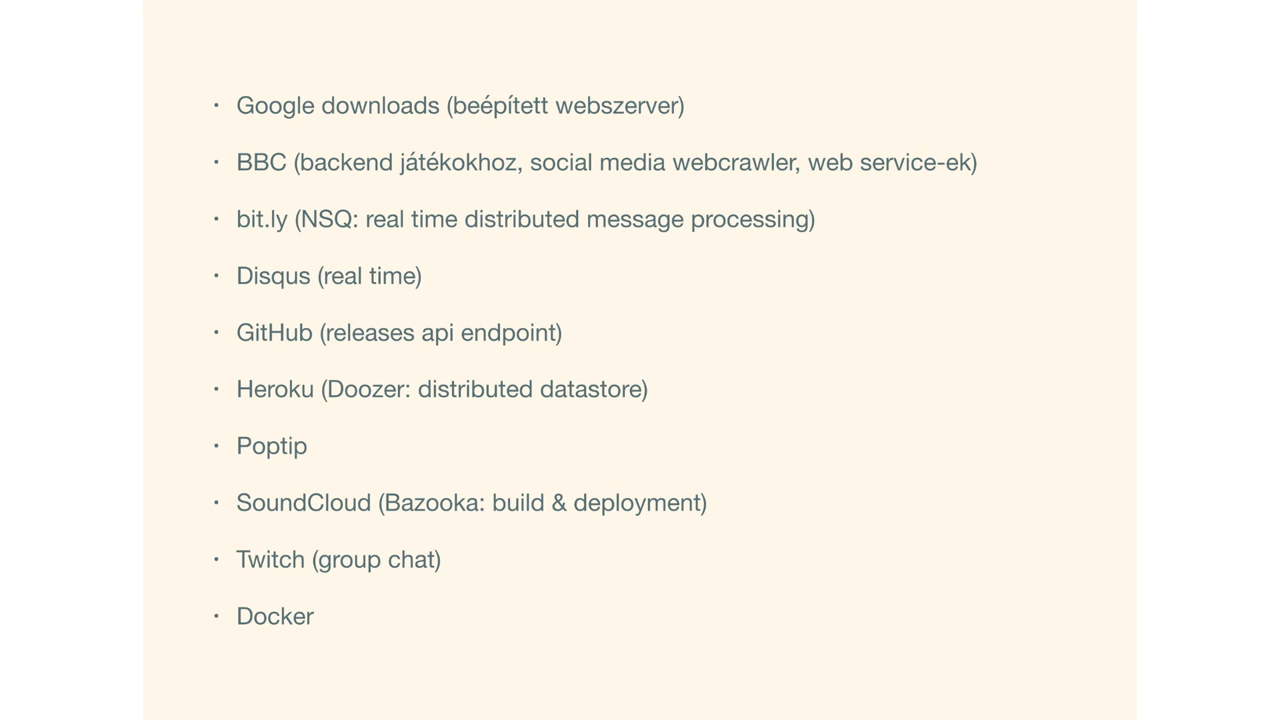 • Google downloads (beépített webszerver)
• BBC (backend játékokhoz, social media webcrawler, web service-ek)
• bit.ly (NSQ: real time distributed message processing)
• Disqus (real time)
• GitHub (releases api endpoint)
• Heroku (Doozer: distributed datastore)
• Poptip
• SoundCloud (Bazooka: build & deployment)
• Twitch (group chat)
• Docker